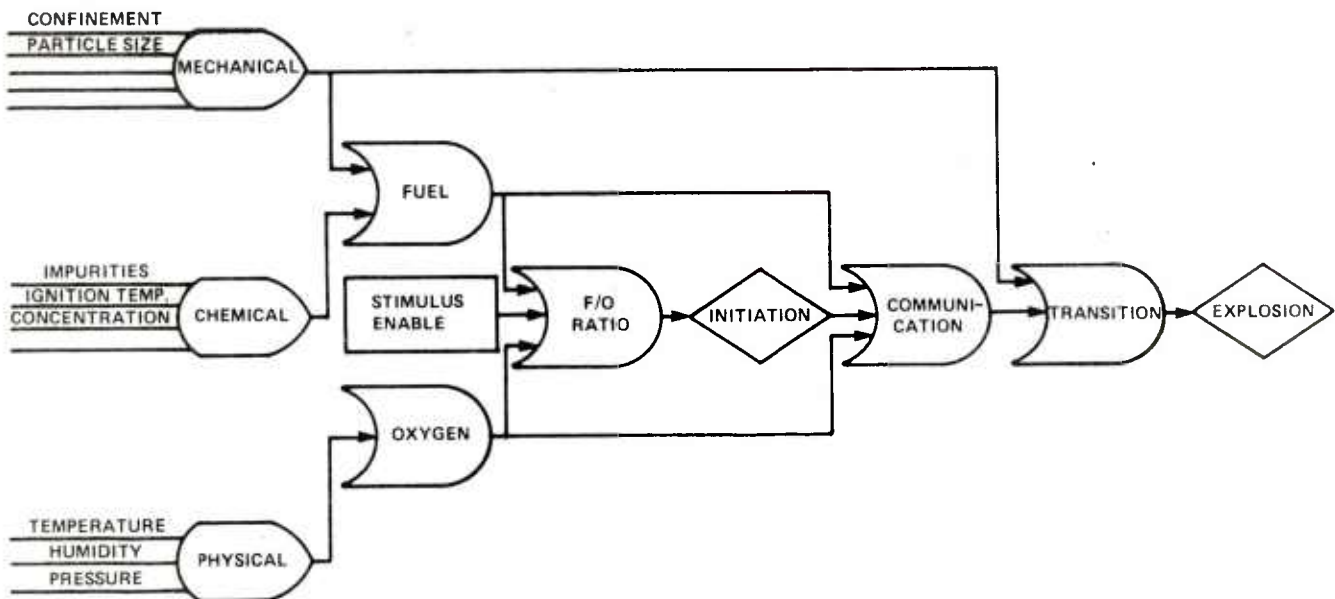 CONFINEMENT
PARTICLE SIZE
MECHANICAL
FUEL
IMPURITIES
IGNITION TEMP.
CONCENTRATION
CHEMICAL
STIMULUS
ENABLE
F/O
RATIO
INITIATION
COMMUNI-
CATION
TRANSITION
EXPLOSION
OXYGEN
TEMPERATURE
HUMIDITY
PRESSURE
PHYSICAL